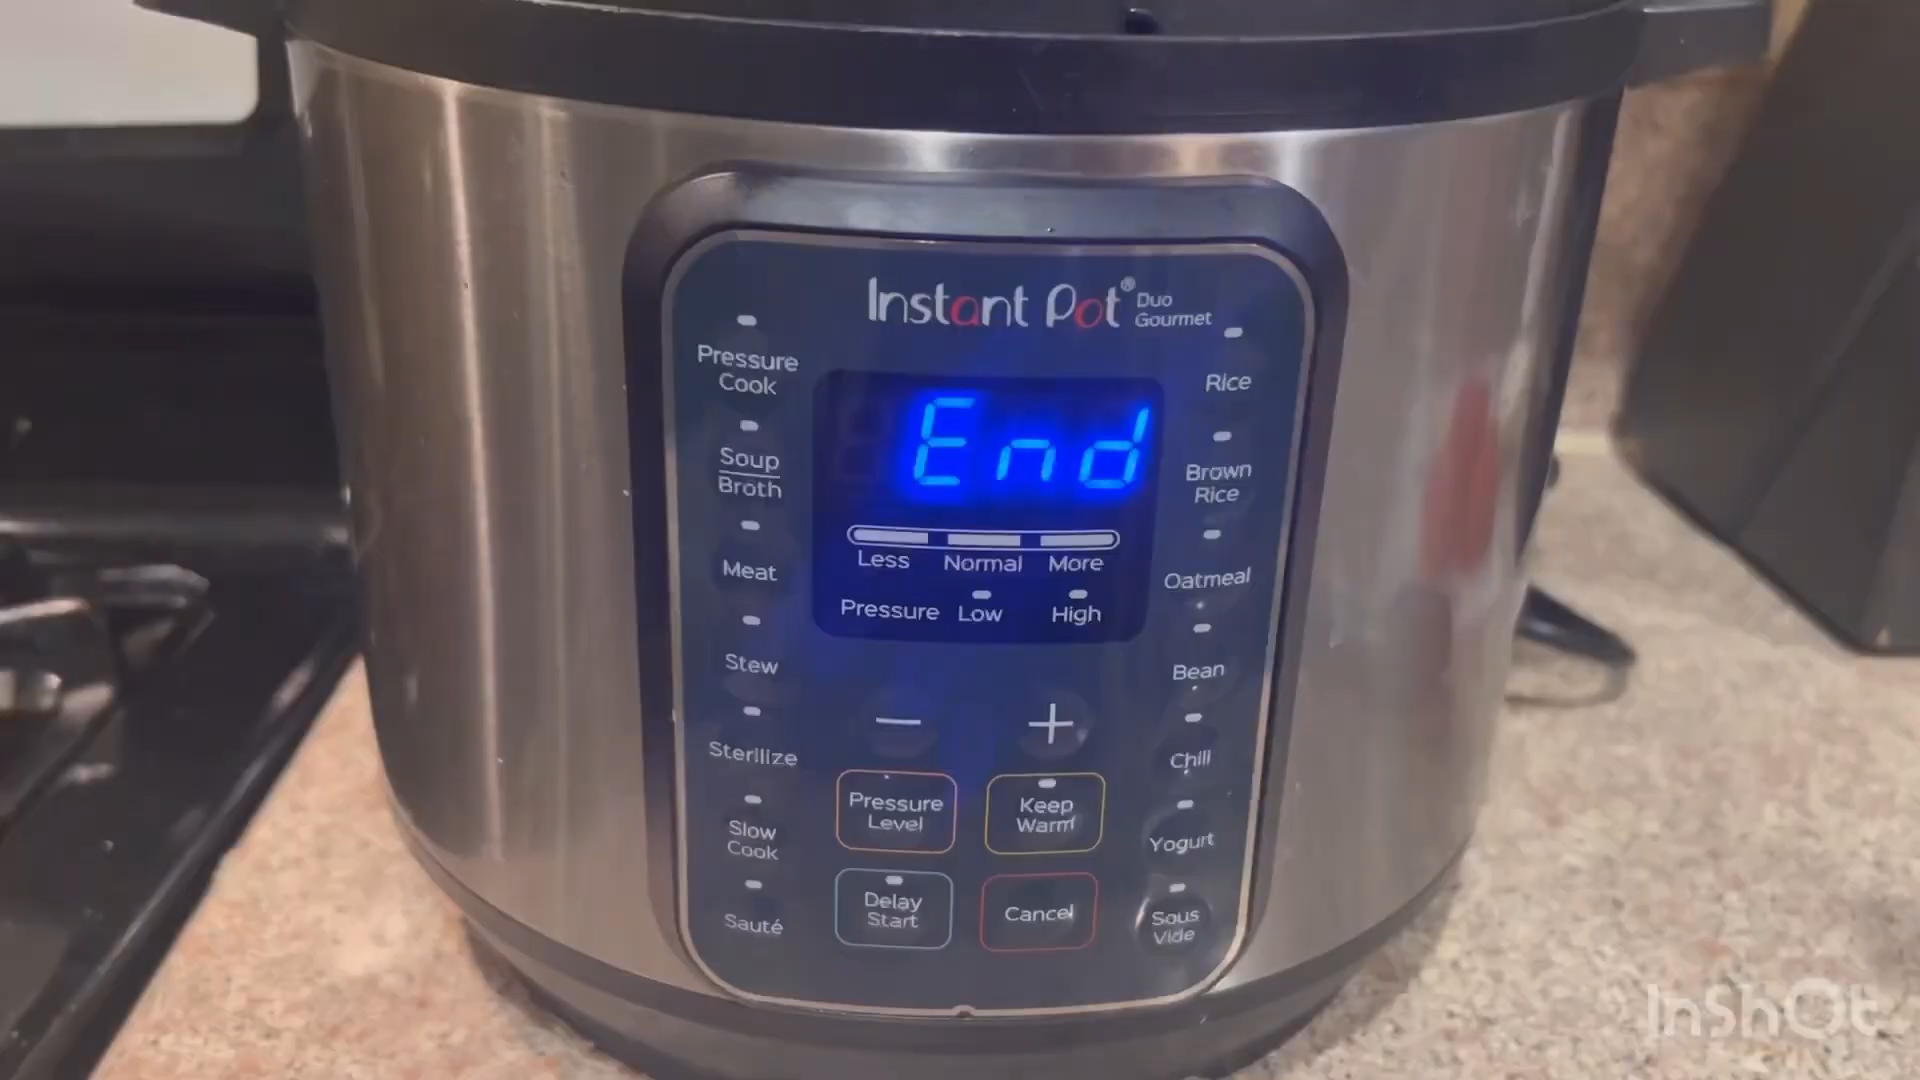 Instant Pot® Duo
Gourmet
Pressure
Cook
Soup
Broth
Meat
Stew
Sterilize
Slow
Cook
Sauté
End
Less Normal More
Pressure Low High
— +
Pressure
Level
Keep
Warm
Delay
Start
Cancel
Rice
Brown
Rice
Oatmeal
Bean
Chili
Yogurt
Sous
Vide
InShOt